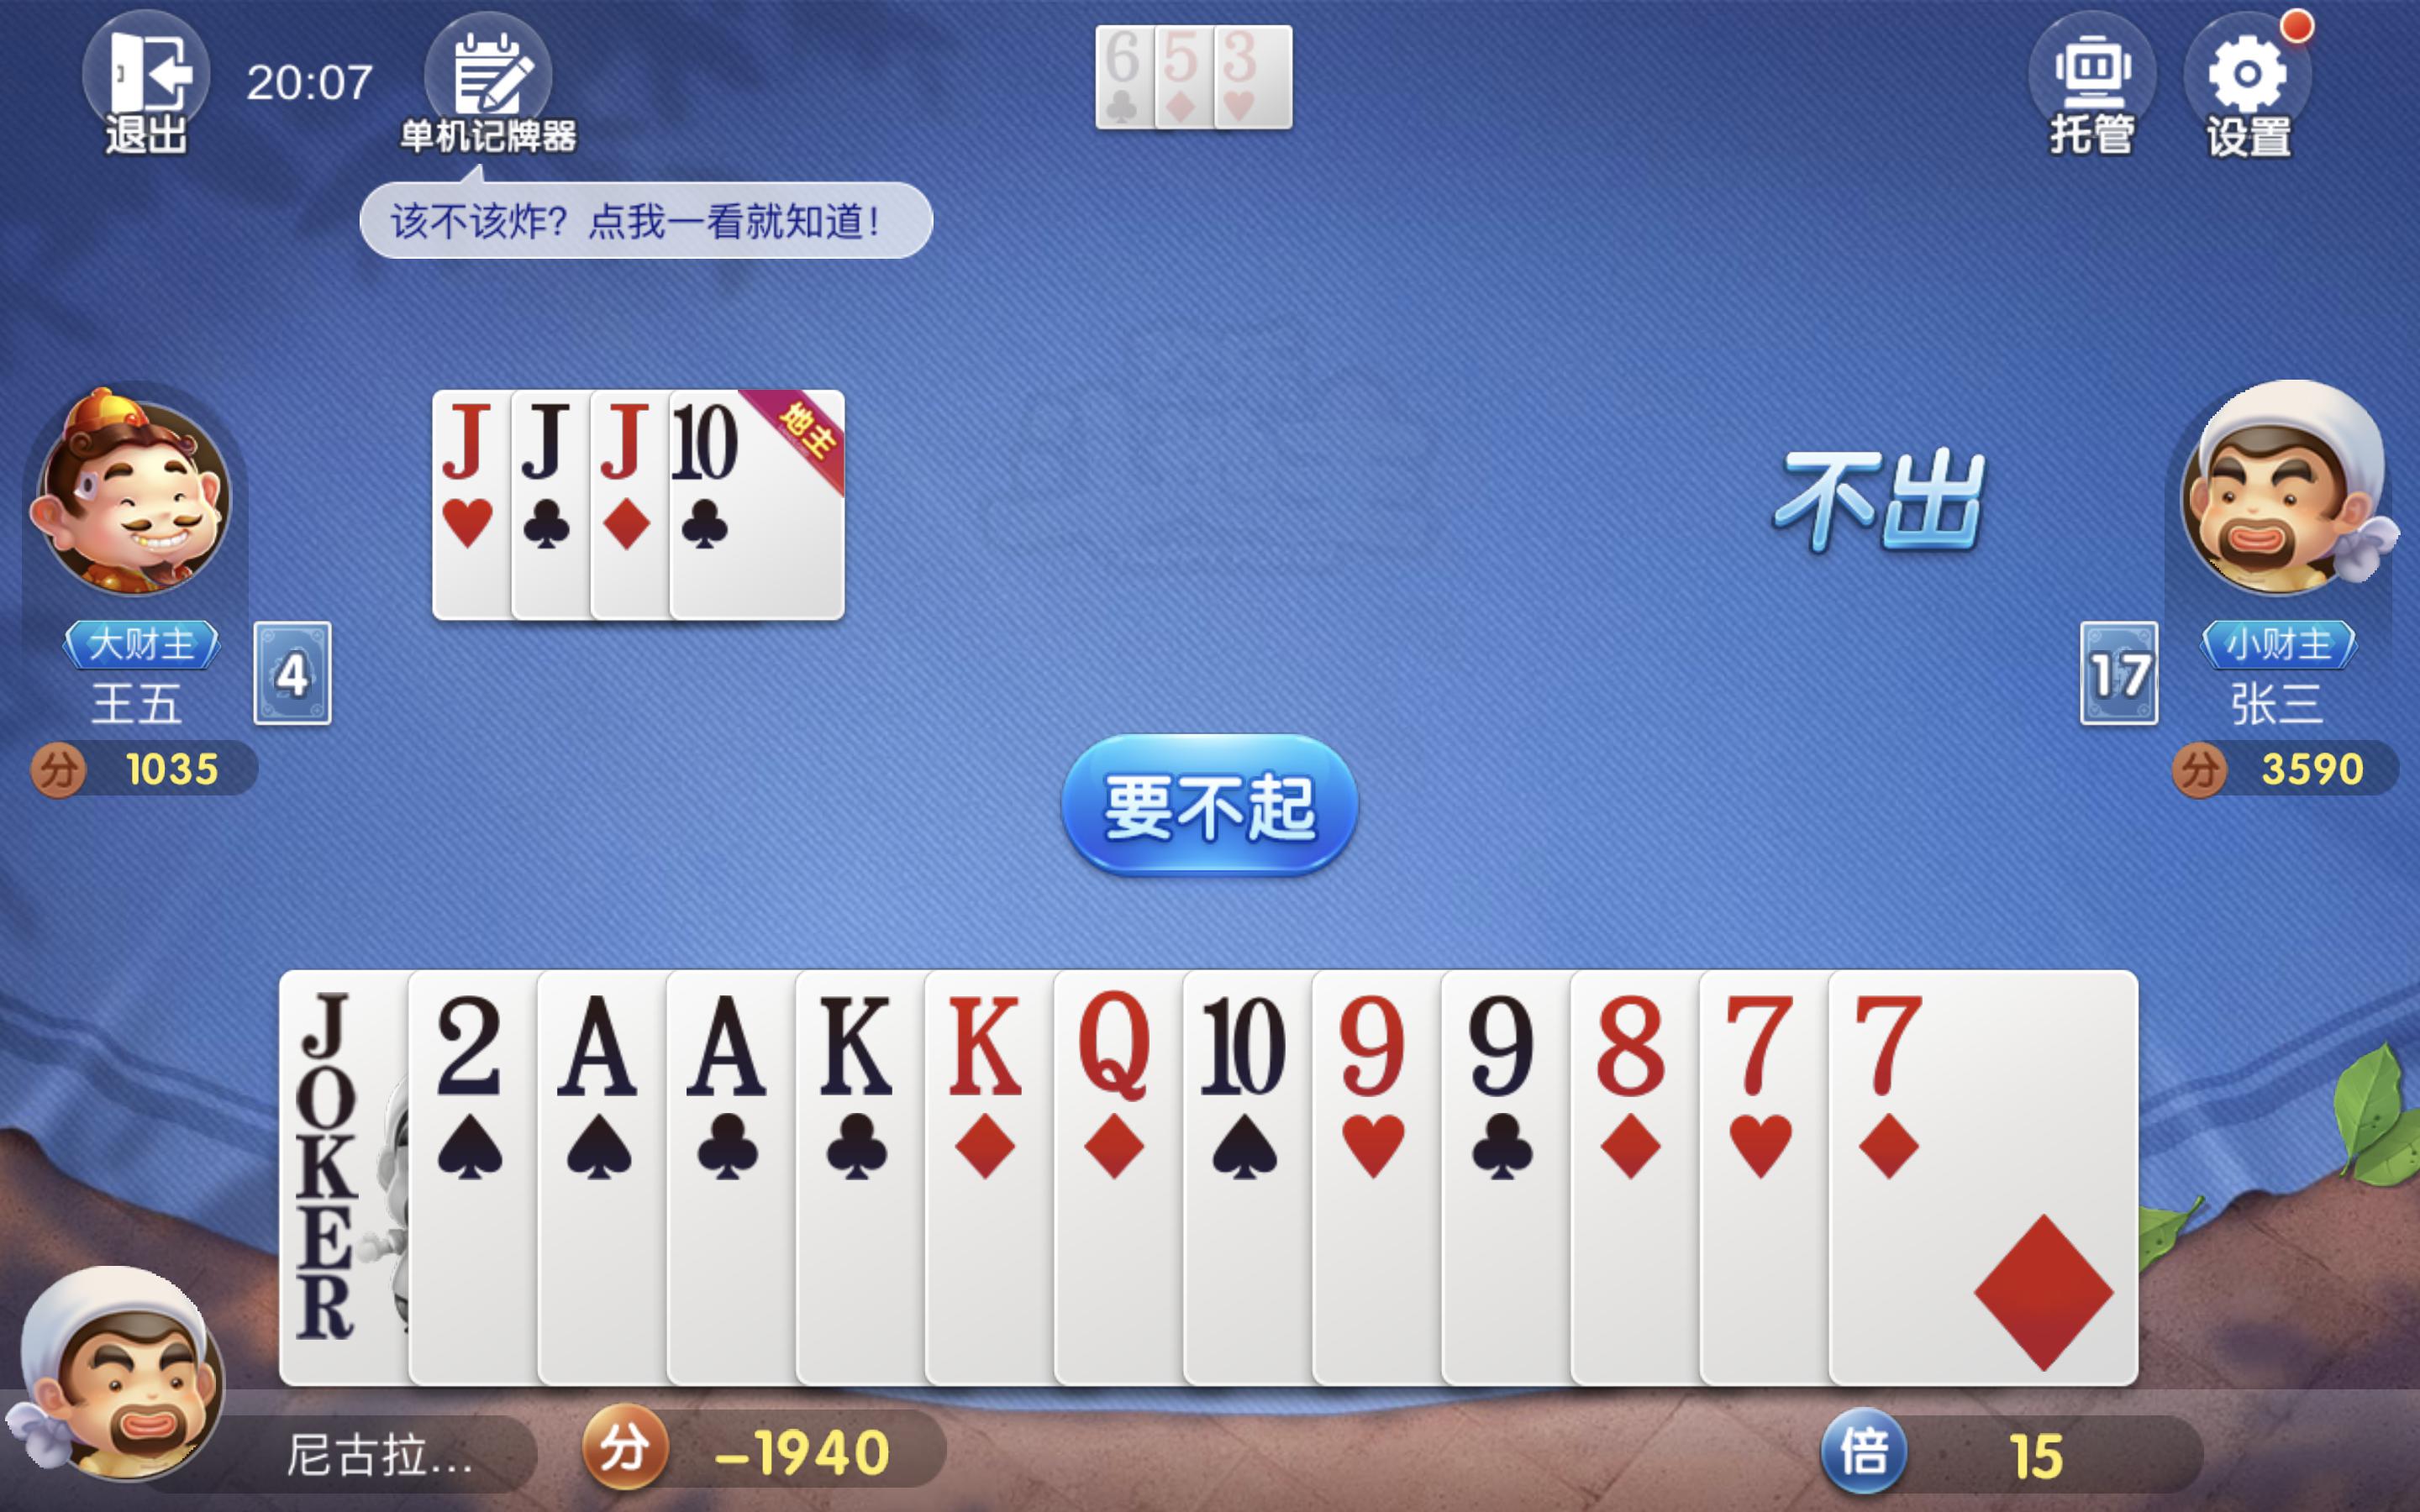 退出
20:07
单机记牌器
6 5 3
托管
设置
该不该炸？点我一看就知道！
J J J 10 地主
不出
大财主
王五
4
分 1035
小财主
张三
17
分 3590
要不起
JOKER 2 A A K K Q 10 9 9 8 7 7
尼古拉...
分 -1940
倍 15